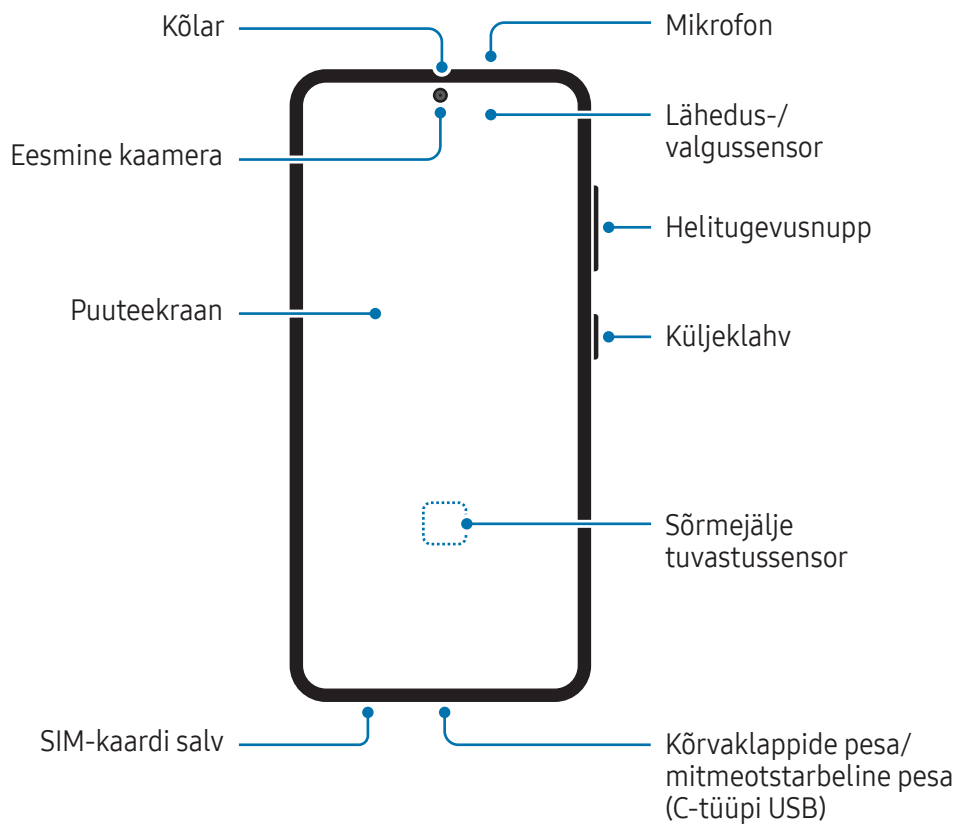 Kõlar
Mikrofon
Lähedus-/
valgussensor
Eesmine kaamera
Helitugevusnupp
Puuteekraan
Küljeklahv
Sõrmejälje
tuvastussensor
SIM-kaardi salv
Kõrvaklappide pesa/
mitmeotstarbeline pesa
(C-tüüpi USB)